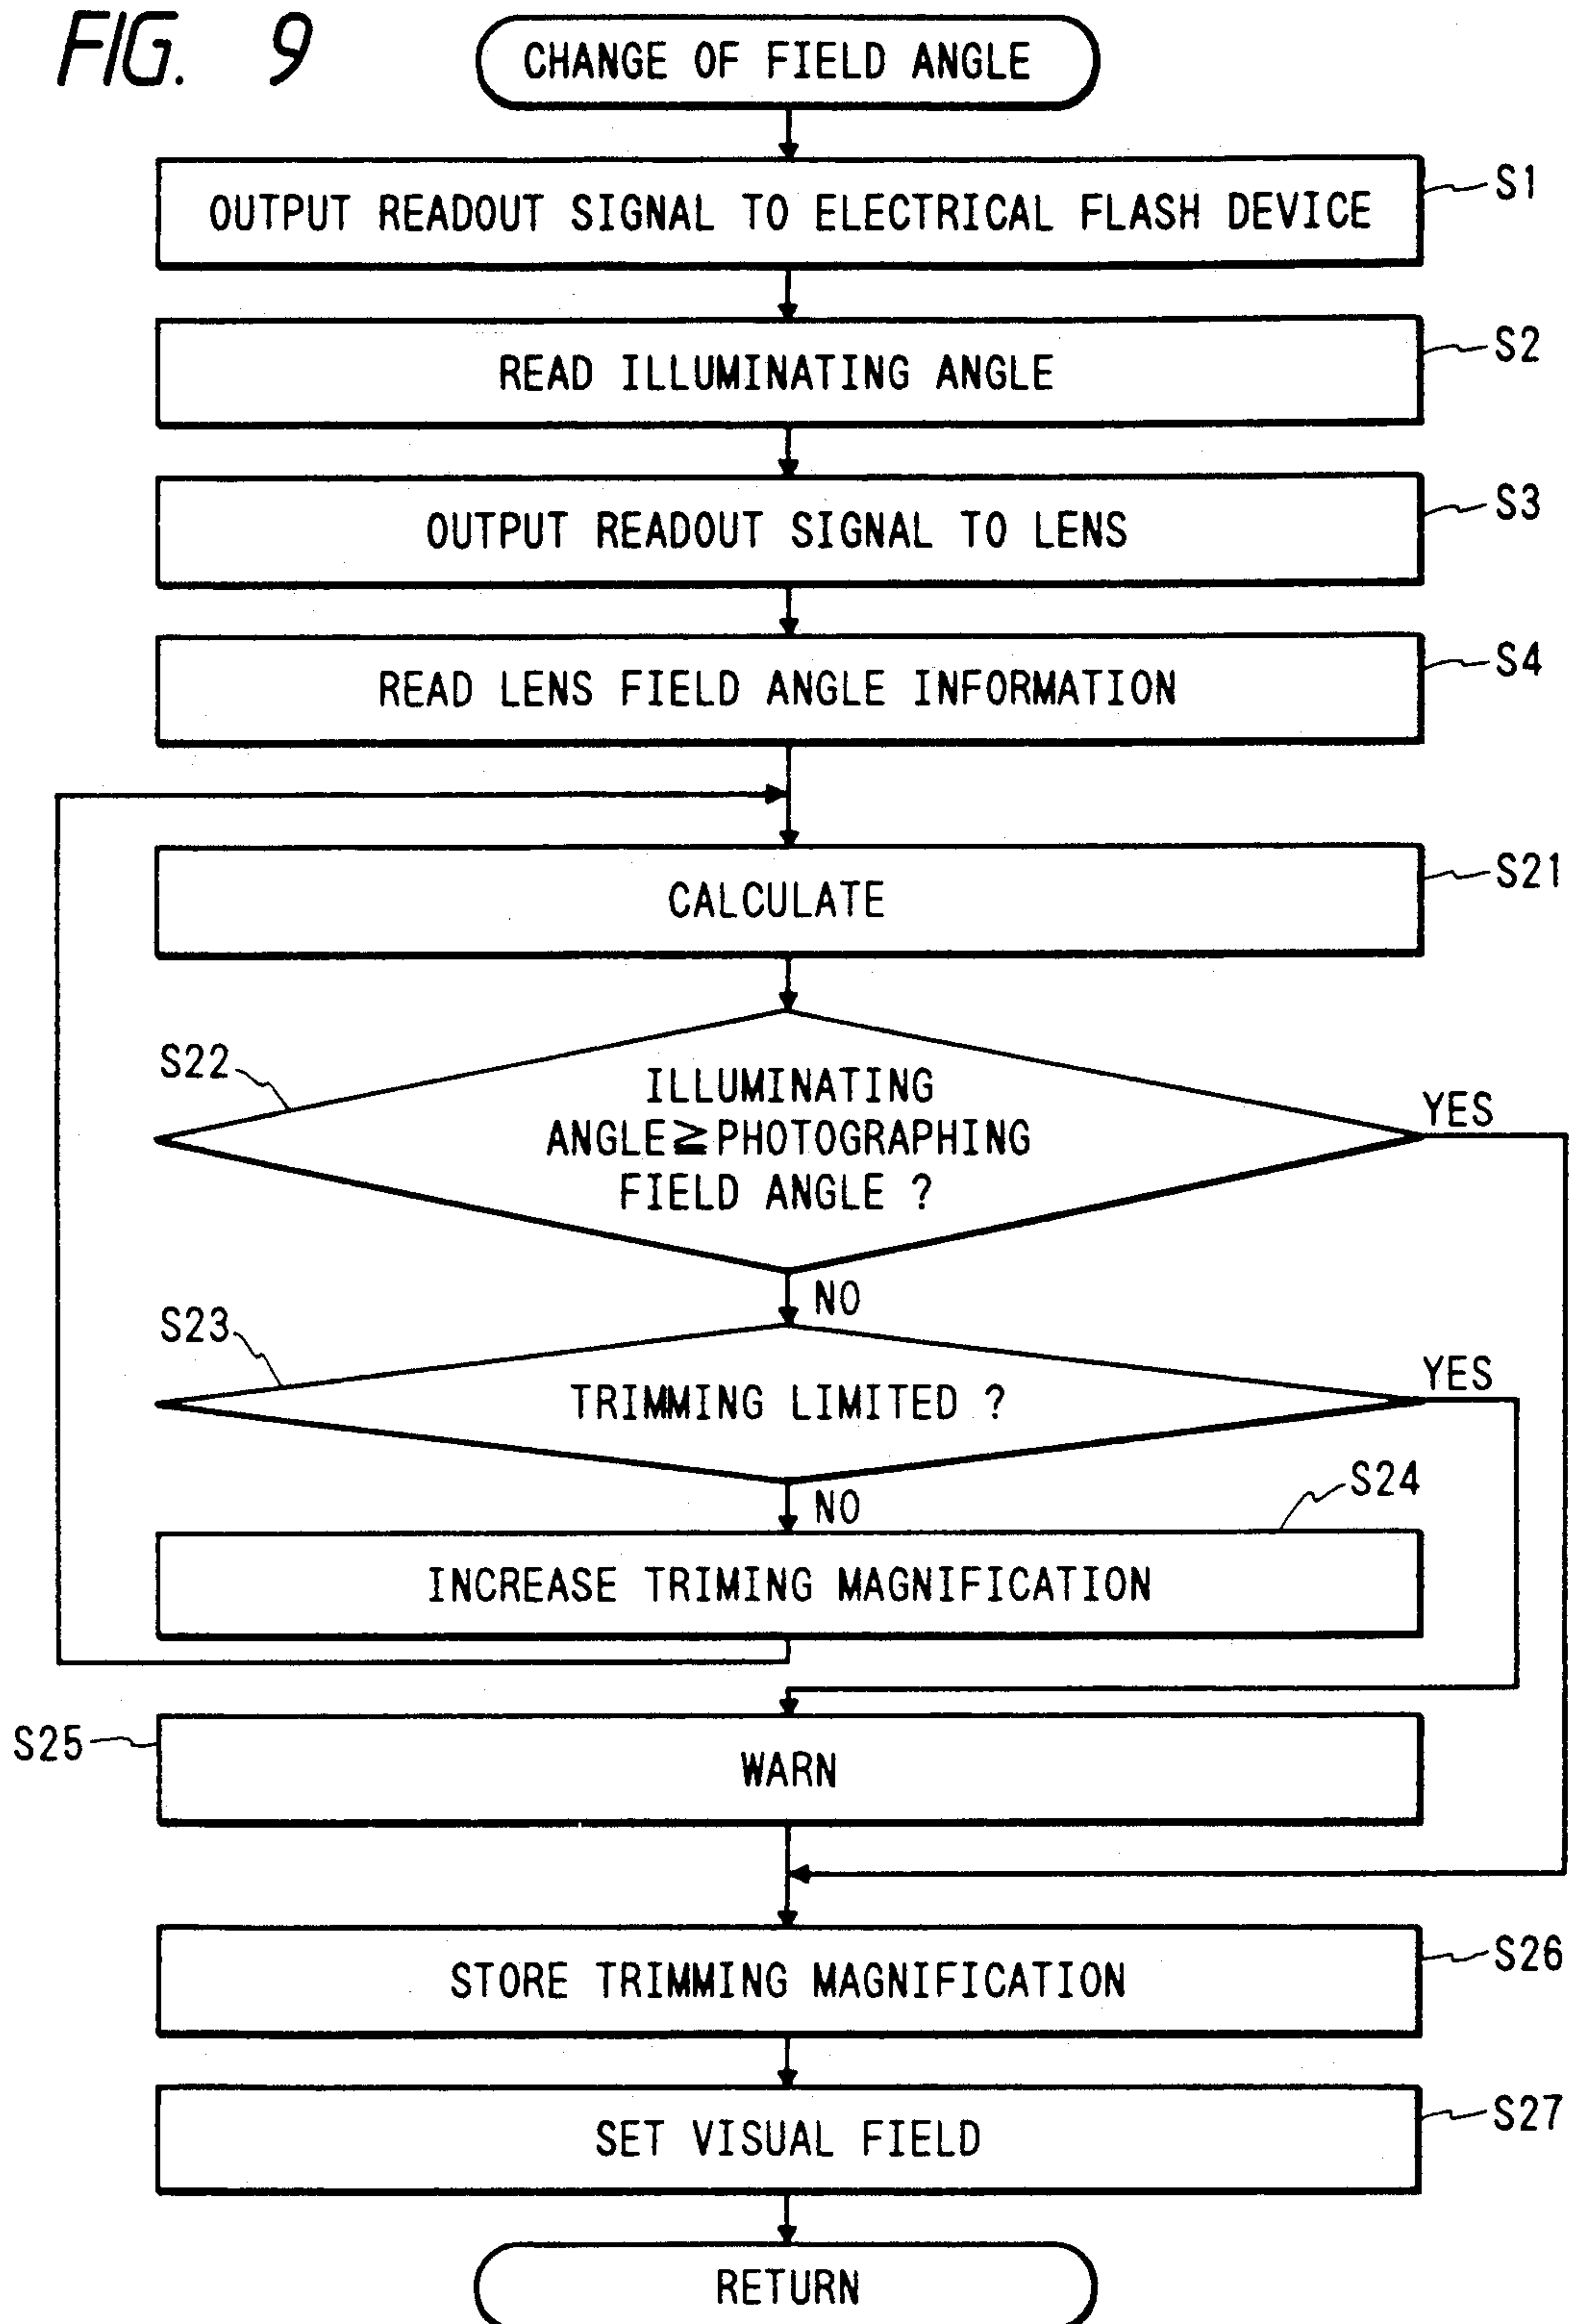 FIG. 9
CHANGE OF FIELD ANGLE
OUTPUT READOUT SIGNAL TO ELECTRICAL FLASH DEVICE
S1
READ ILLUMINATING ANGLE
S2
OUTPUT READOUT SIGNAL TO LENS
S3
READ LENS FIELD ANGLE INFORMATION
S4
CALCULATE
S21
S22
ILLUMINATING
ANGLE≧PHOTOGRAPHING
FIELD ANGLE ?
YES
NO
S23
TRIMMING LIMITED ?
YES
NO
S24
INCREASE TRIMING MAGNIFICATION
S25
WARN
STORE TRIMMING MAGNIFICATION
S26
SET VISUAL FIELD
S27
RETURN